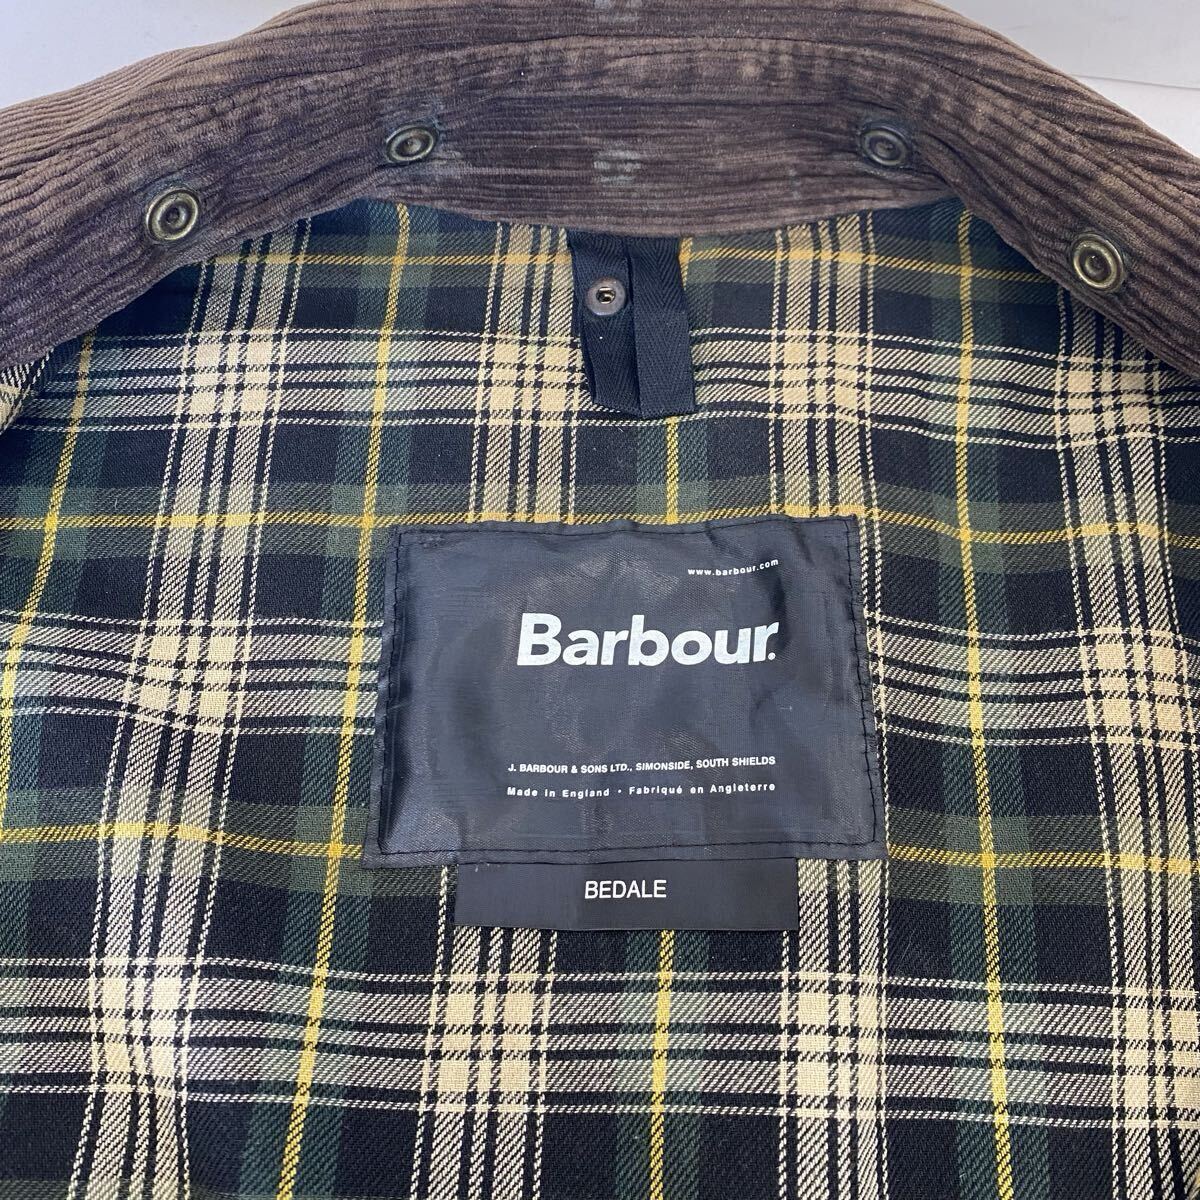 www.barbour.com
Barbour.
J. BARBOUR & SONS LTD., SIMONSIDE, SOUTH SHIELDS
Made in England · Fabriqué en Angleterre
BEDALE